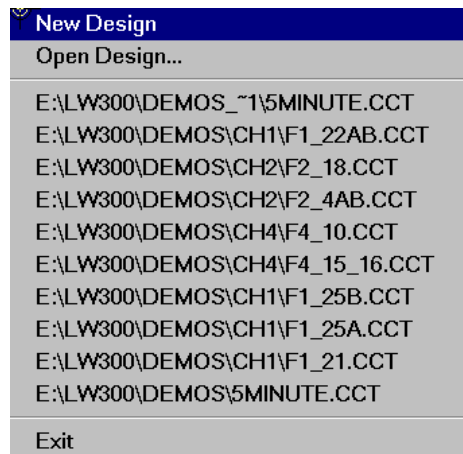 New Design
Open Design...
E:\LW300\DEMOS_~1\5MINUTE.CCT
E:\LW300\DEMOS\CH1\F1_22AB.CCT
E:\LW300\DEMOS\CH2\F2_18.CCT
E:\LW300\DEMOS\CH2\F2_4AB.CCT
E:\LW300\DEMOS\CH4\F4_10.CCT
E:\LW300\DEMOS\CH4\F4_15_16.CCT
E:\LW300\DEMOS\CH1\F1_25B.CCT
E:\LW300\DEMOS\CH1\F1_25A.CCT
E:\LW300\DEMOS\CH1\F1_21.CCT
E:\LW300\DEMOS\5MINUTE.CCT
Exit